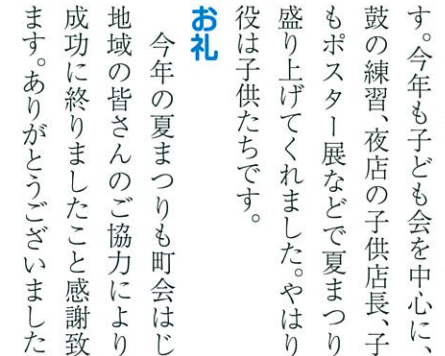 す。今年も子ども会を中心に、
鼓の練習、夜店の子供店長、子
もポスター展などで夏まつり
盛り上げてくれました。やはり
役は子供たちです。
お礼
今年の夏まつりも町会はじ
地域の皆さんのご協力により
成功に終りましたこと感謝致
ます。ありがとうございました